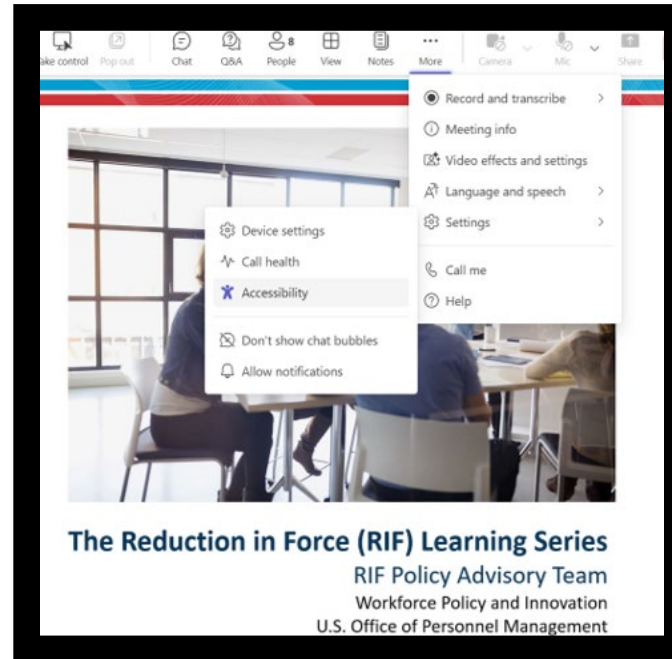 ake control Pop out Chat Q&A People 8 View Notes More Camera Mic Share
Record and transcribe
Meeting info
Video effects and settings
Language and speech
Settings
Call me
Help
Device settings
Call health
Accessibility
Don't show chat bubbles
Allow notifications
The Reduction in Force (RIF) Learning Series
RIF Policy Advisory Team
Workforce Policy and Innovation
U.S. Office of Personnel Management